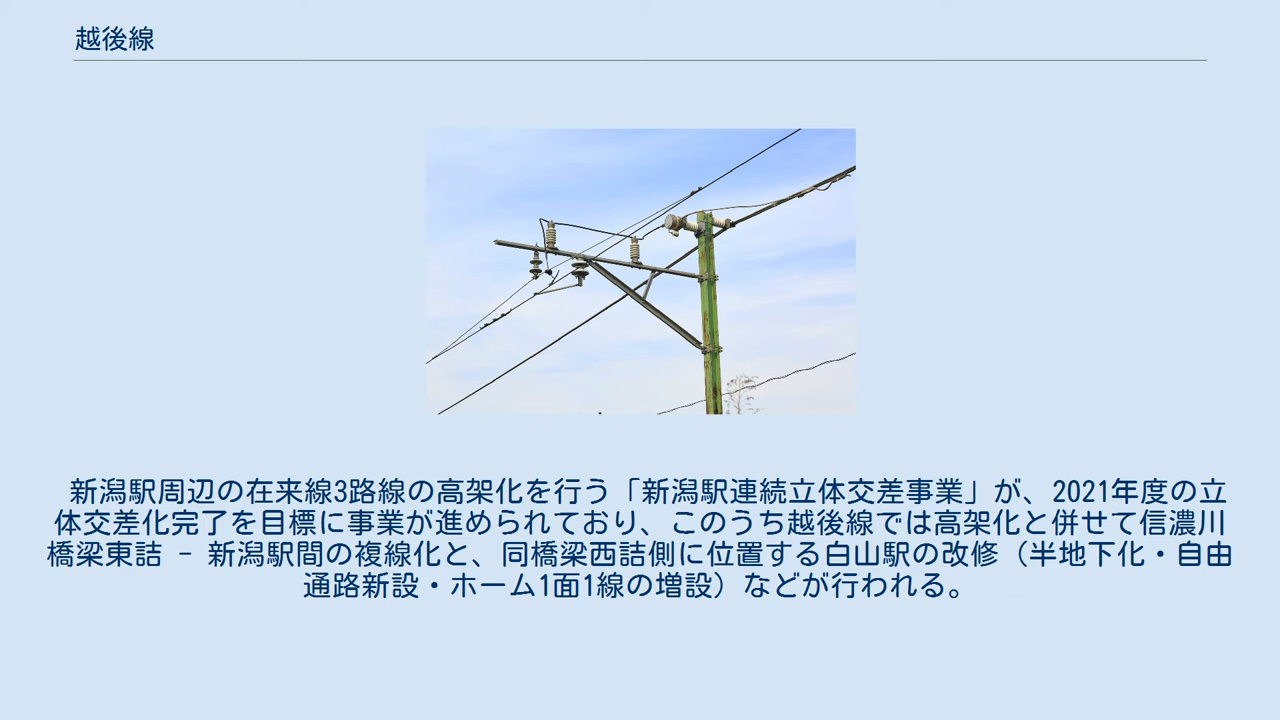 越後線
新潟駅周辺の在来線3路線の高架化を行う「新潟駅連続立体交差事業」が、2021年度の立
体交差化完了を目標に事業が進められており、このうち越後線では高架化と併せて信濃川
橋梁東詰 - 新潟駅間の複線化と、同橋梁西詰側に位置する白山駅の改修（半地下化・自由
通路新設・ホーム1面1線の増設）などが行われる。